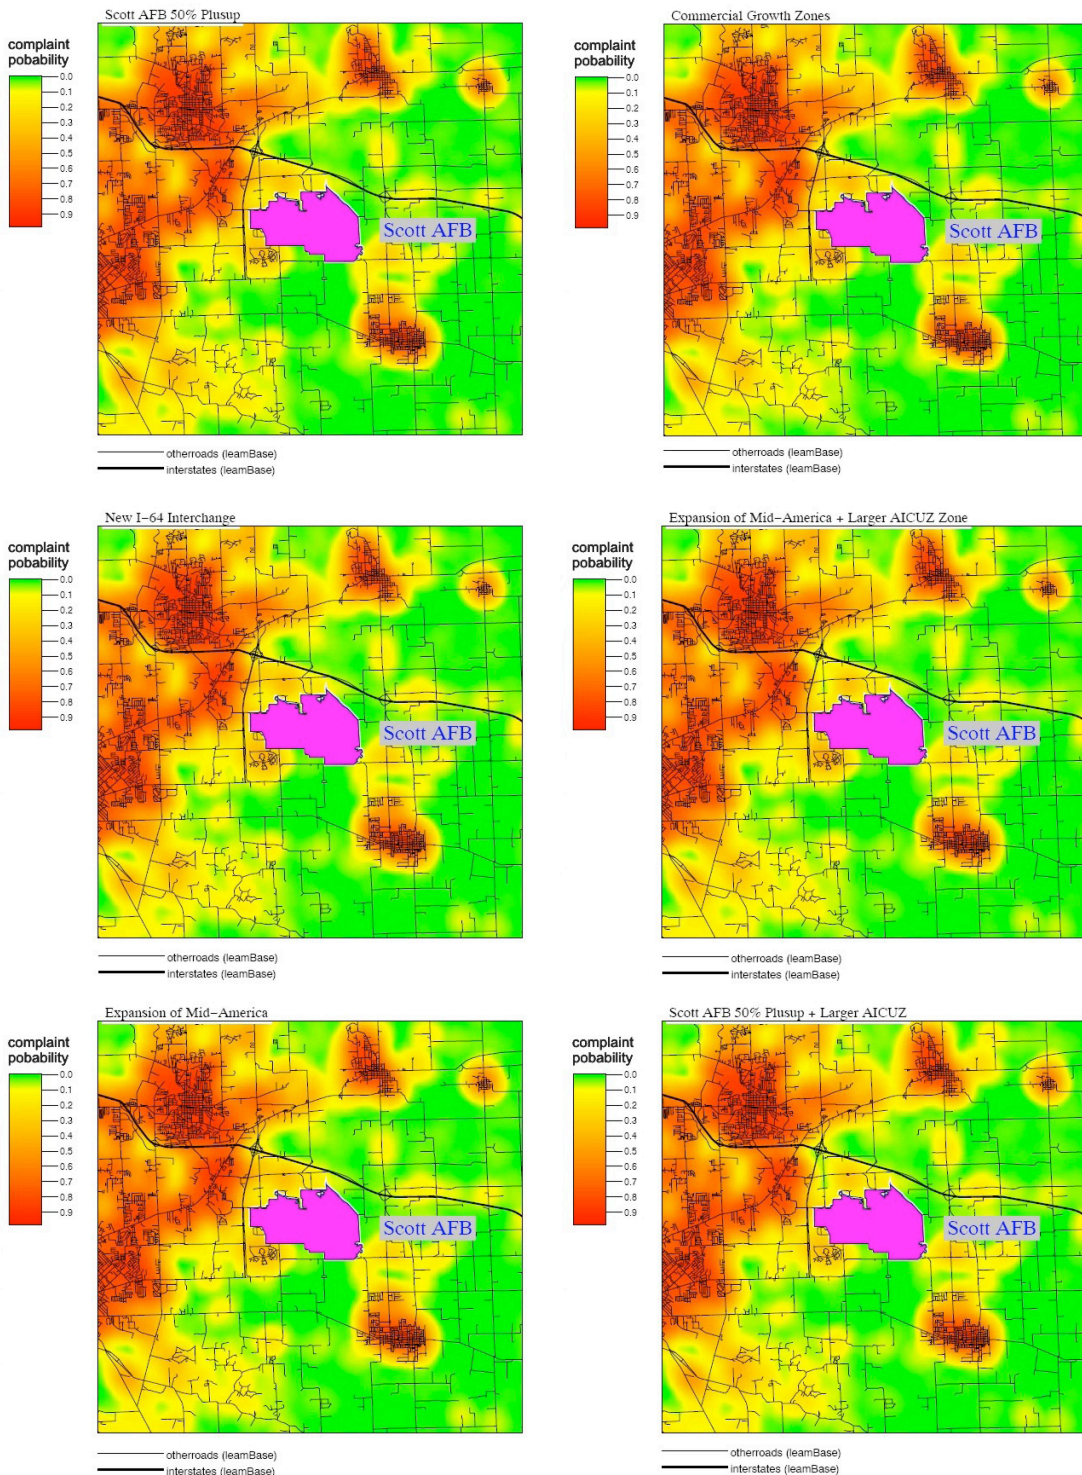 Scott AFB 50% Plusup
complaint
pobability
0.0
0.1
0.2
0.3
0.4
0.5
0.6
0.7
0.8
0.9
Scott AFB
otherroads (leamBase)
interstates (leamBase)
Commercial Growth Zones
complaint
pobability
0.0
0.1
0.2
0.3
0.4
0.5
0.6
0.7
0.8
0.9
Scott AFB
otherroads (leamBase)
interstates (leamBase)
New I-64 Interchange
complaint
pobability
0.0
0.1
0.2
0.3
0.4
0.5
0.6
0.7
0.8
0.9
Scott AFB
otherroads (leamBase)
interstates (leamBase)
Expansion of Mid-America + Larger AICUZ Zone
complaint
pobability
0.0
0.1
0.2
0.3
0.4
0.5
0.6
0.7
0.8
0.9
Scott AFB
otherroads (leamBase)
interstates (leamBase)
Expansion of Mid-America
complaint
pobability
0.0
0.1
0.2
0.3
0.4
0.5
0.6
0.7
0.8
0.9
Scott AFB
otherroads (leamBase)
interstates (leamBase)
Scott AFB 50% Plusup + Larger AICUZ
complaint
pobability
0.0
0.1
0.2
0.3
0.4
0.5
0.6
0.7
0.8
0.9
Scott AFB
otherroads (leamBase)
interstates (leamBase)